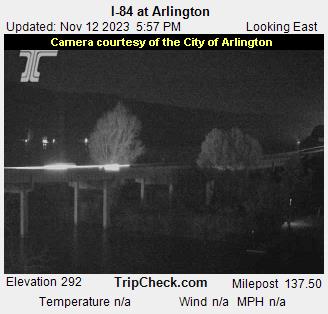 I-84 at Arlington
Updated: Nov 12 2023 5:57 PM Looking East
Camera courtesy of the City of Arlington
Elevation 292 TripCheck.com Milepost 137.50
Temperature n/a Wind n/a MPH n/a